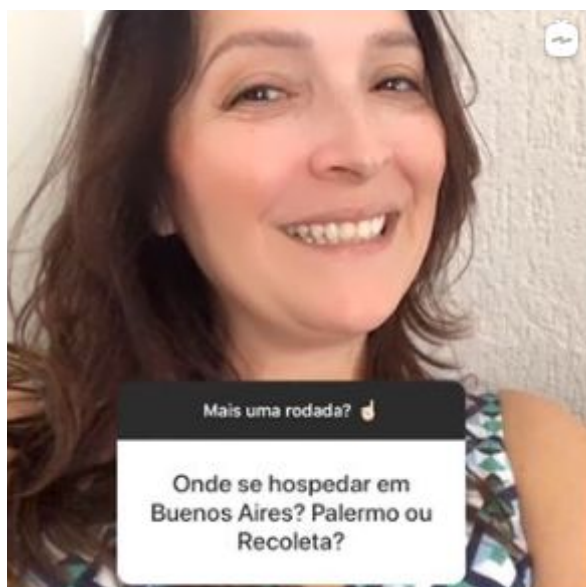 Mais uma rodada? ☝🏻
Onde se hospedar em
Buenos Aires? Palermo ou
Recoleta?